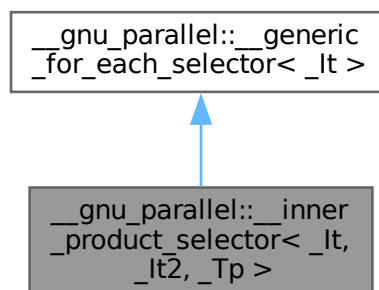 __gnu_parallel::__generic
_for_each_selector< _It >
__gnu_parallel::__inner
_product_selector< _It,
_It2, _Tp >